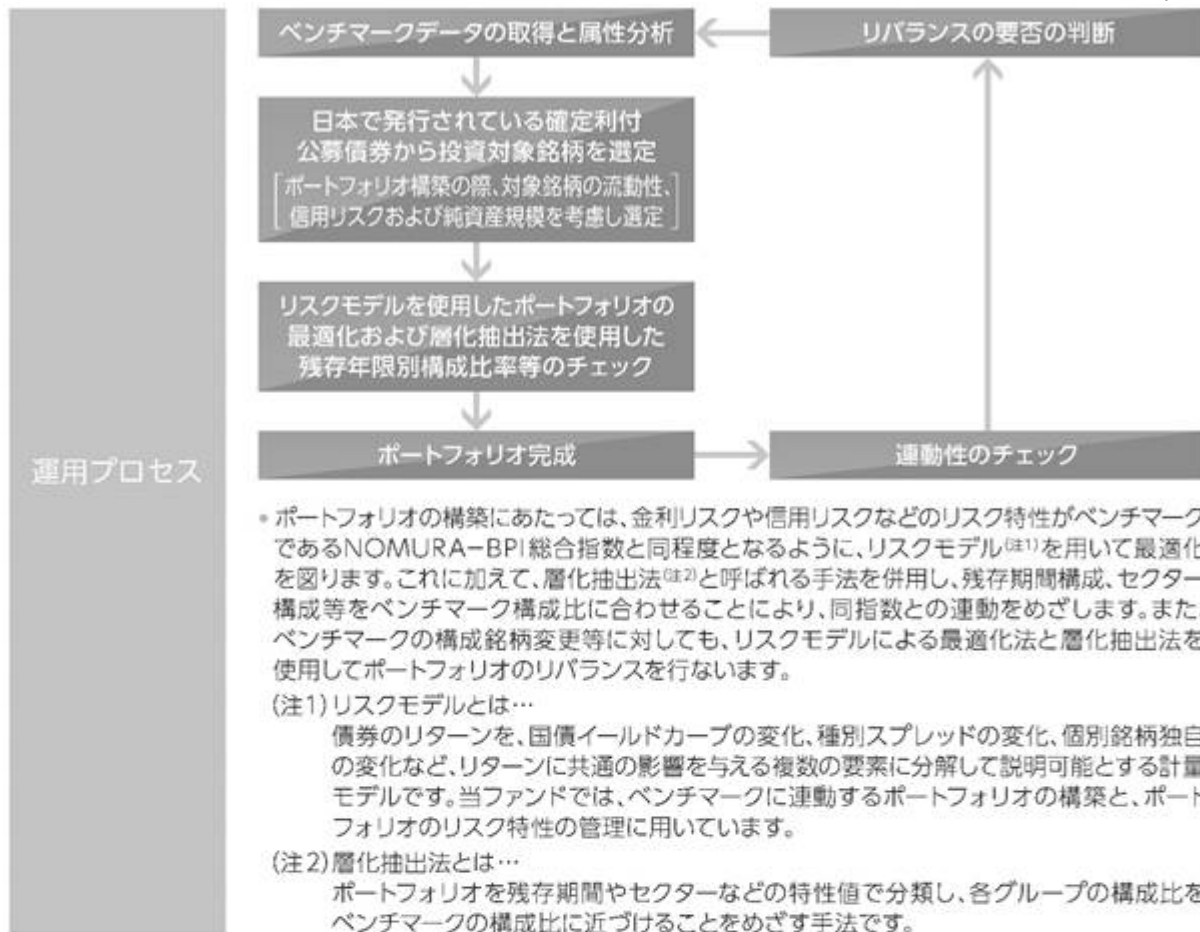 運用プロセス
ベンチマークデータの取得と属性分析
リバランスの要否の判断
日本で発行されている確定利付
公募債券から投資対象銘柄を選定
ポートフォリオ構築の際、対象銘柄の流動性、
信用リスクおよび純資産規模を考慮し選定
リスクモデルを使用したポートフォリオの
最適化および層化抽出法を使用した
残存年限別構成比率等のチェック
ポートフォリオ完成
連動性のチェック
●ポートフォリオの構築にあたっては、金利リスクや信用リスクなどのリスク特性がベンチマーク
であるNOMURA-BPI総合指数と同程度となるように、リスクモデル(注1)を用いて最適化
を図ります。これに加えて、層化抽出法(注2)と呼ばれる手法を併用し、残存期間構成、セクター
構成等をベンチマーク構成比に合わせることにより、同指数との連動をめざします。また、
ベンチマークの構成銘柄変更等に対しても、リスクモデルによる最適化法と層化抽出法を
使用してポートフォリオのリバランスを行ないます。
(注1)リスクモデルとは…
債券のリターンを、国債イールドカーブの変化、種別スプレッドの変化、個別銘柄独自
の変化など、リターンに共通の影響を与える複数の要素に分解して説明可能とする計量
モデルです。当ファンドでは、ベンチマークに連動するポートフォリオの構築と、ポート
フォリオのリスク特性の管理に用いています。
(注2)層化抽出法とは…
ポートフォリオを残存期間やセクターなどの特性値で分類し、各グループの構成比を
ベンチマークの構成比に近づけることをめざす手法です。